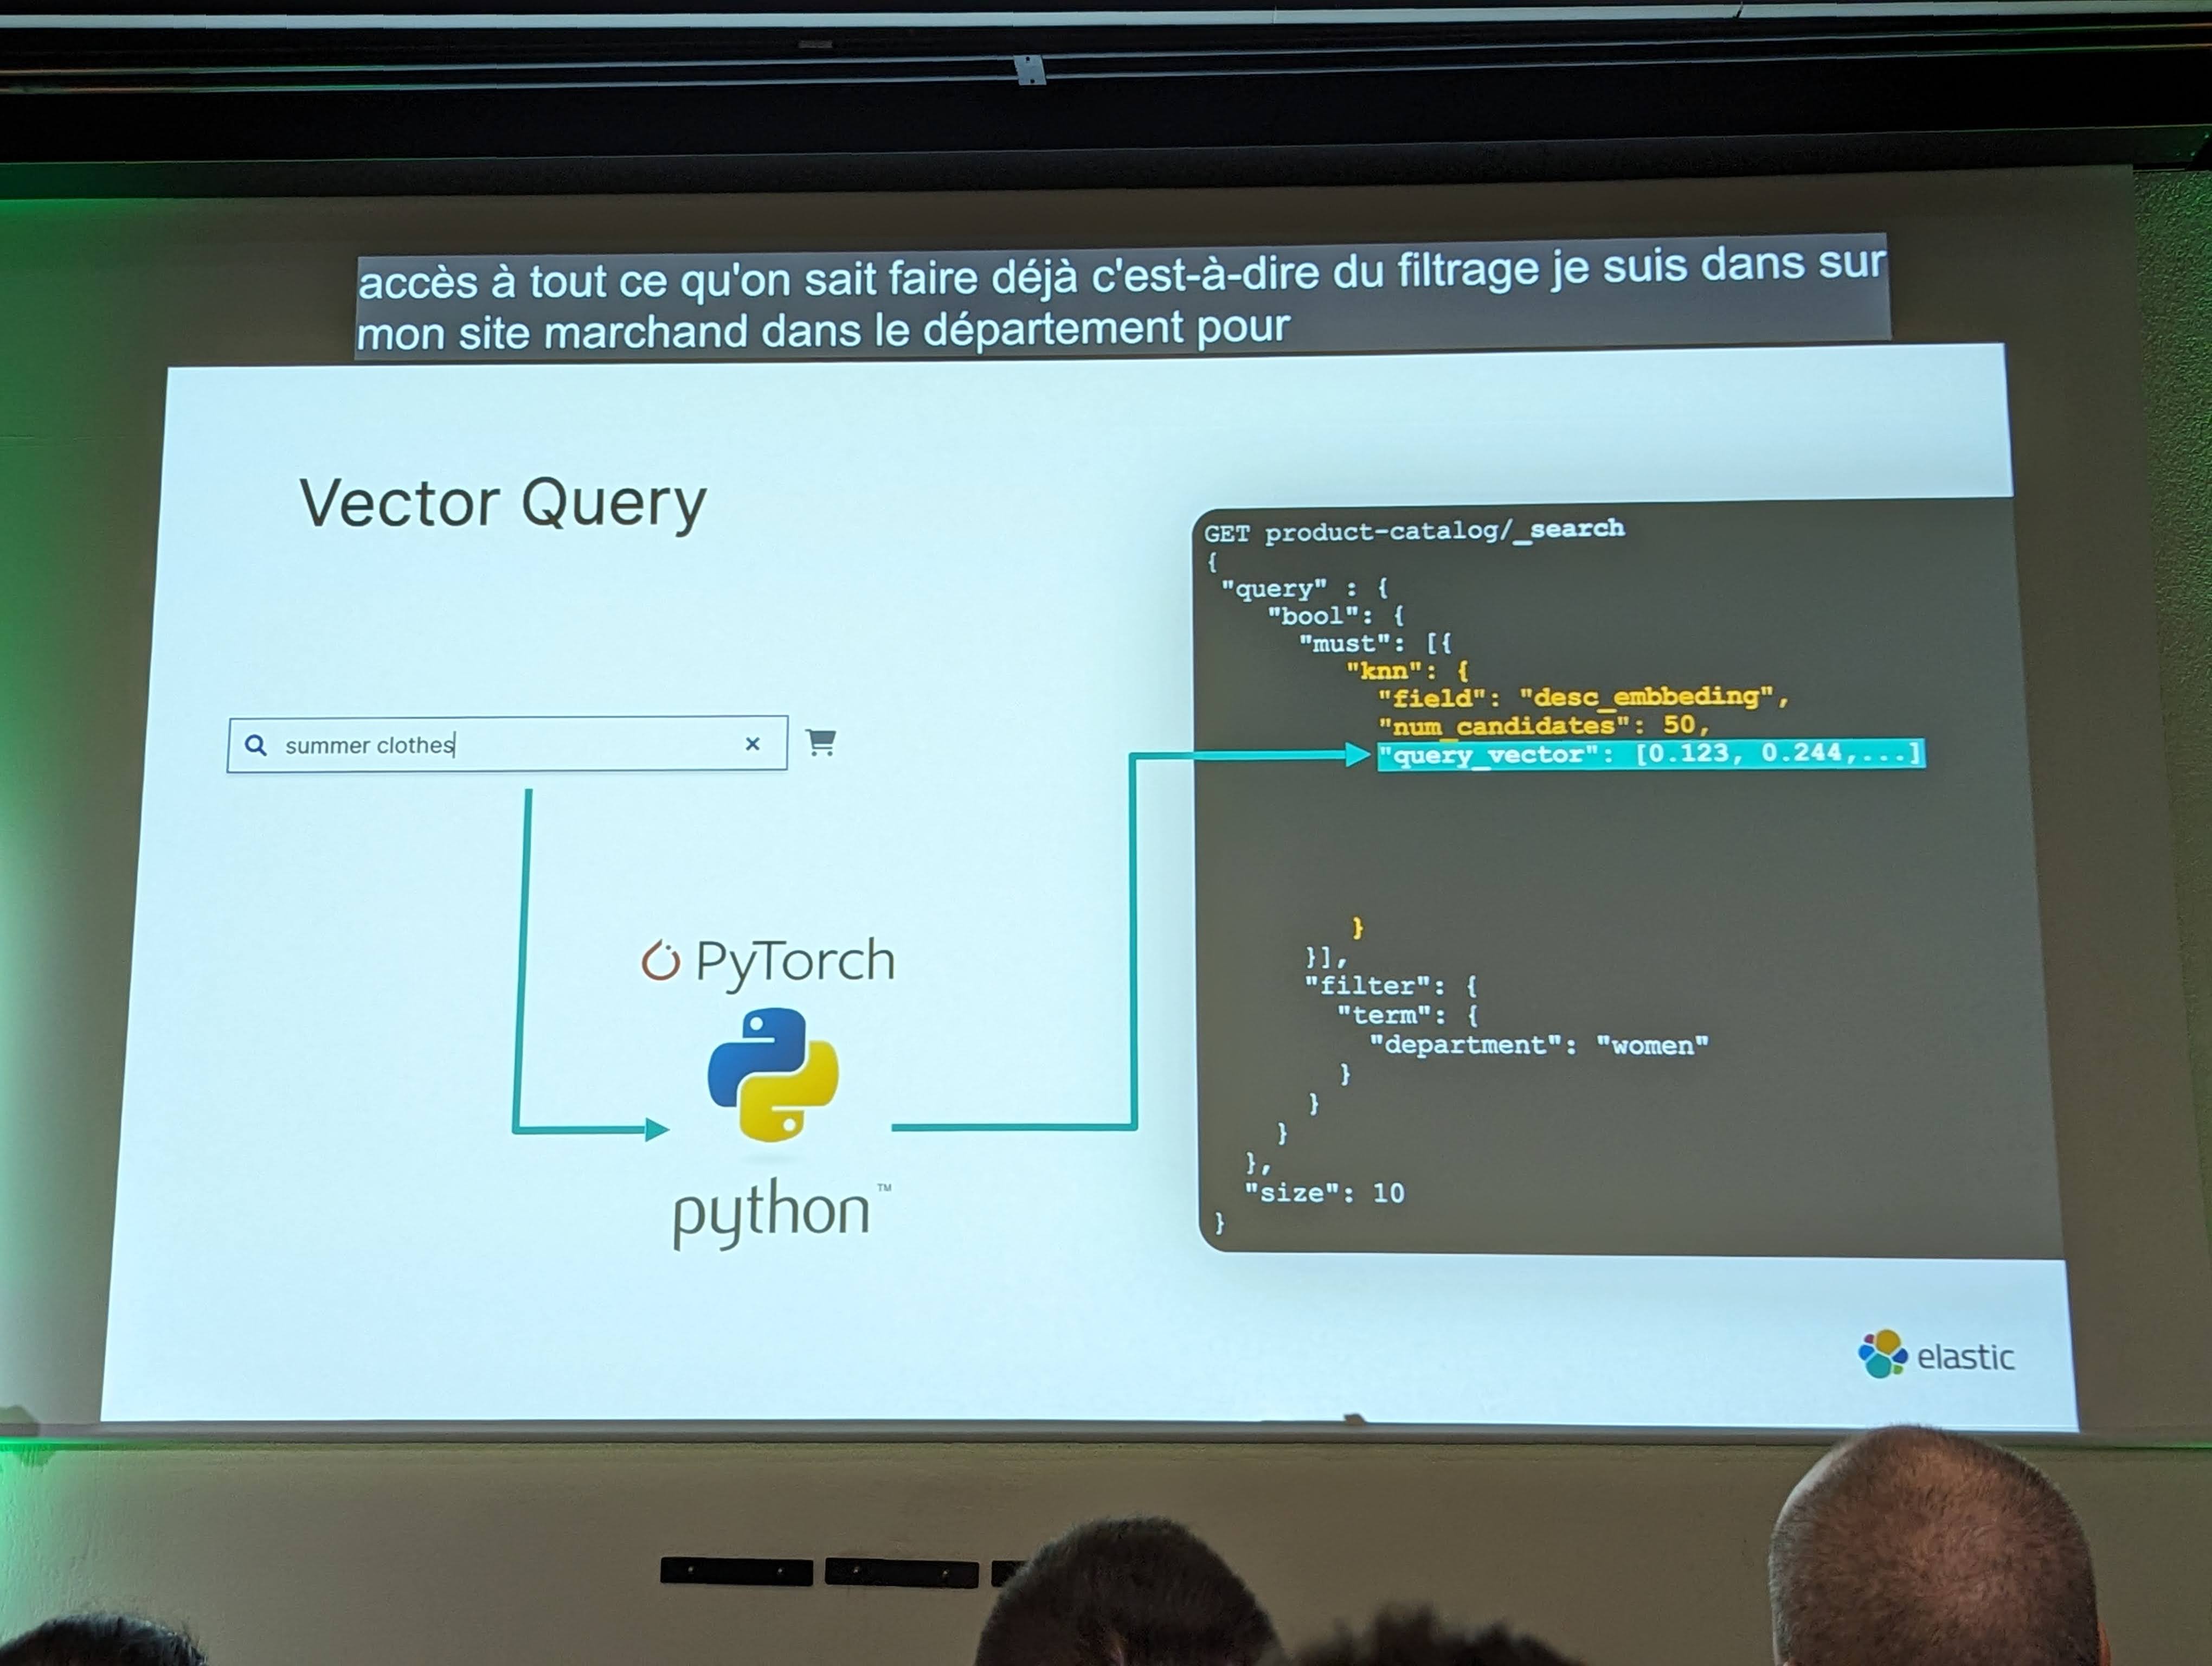 accès à tout ce qu'on sait faire déjà c'est-à-dire du filtrage je suis dans sur
mon site marchand dans le département pour
Vector Query
summer clothes
PyTorch
python™
GET product-catalog/_search
{
"query" : {
"bool": {
"must": [{
"knn": {
"field": "desc_embbeding",
"num_candidates": 50,
"query_vector": [0.123, 0.244,...]
}
}],
"filter": {
"term": {
"department": "women"
}
}
}
},
"size": 10
}
elastic